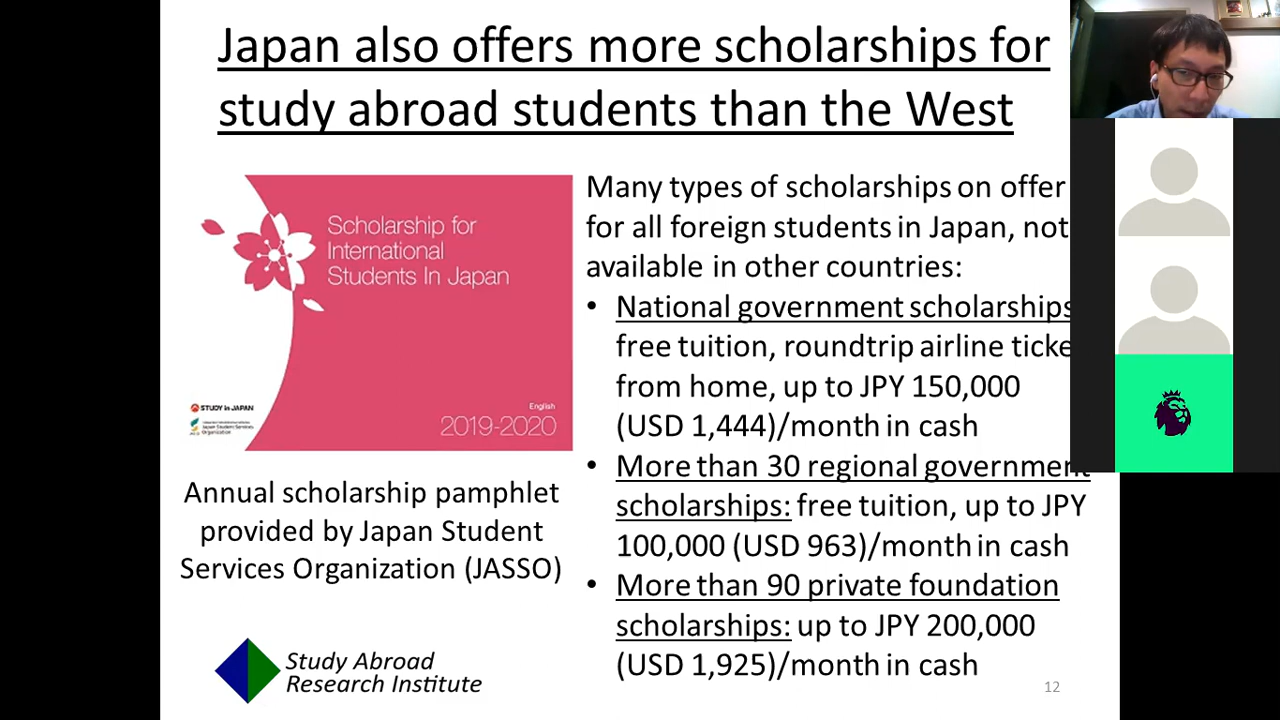 Japan also offers more scholarships for
study abroad students than the West
Scholarship for
International
Students In Japan
STUDY in JAPAN
Japan Student Services
Organization
English
2019-2020
Annual scholarship pamphlet
provided by Japan Student
Services Organization (JASSO)
Study Abroad
Research Institute
Many types of scholarships on offer
for all foreign students in Japan, not
available in other countries:
• National government scholarships
free tuition, roundtrip airline ticke
from home, up to JPY 150,000
(USD 1,444)/month in cash
• More than 30 regional government
scholarships: free tuition, up to JPY
100,000 (USD 963)/month in cash
• More than 90 private foundation
scholarships: up to JPY 200,000
(USD 1,925)/month in cash
12